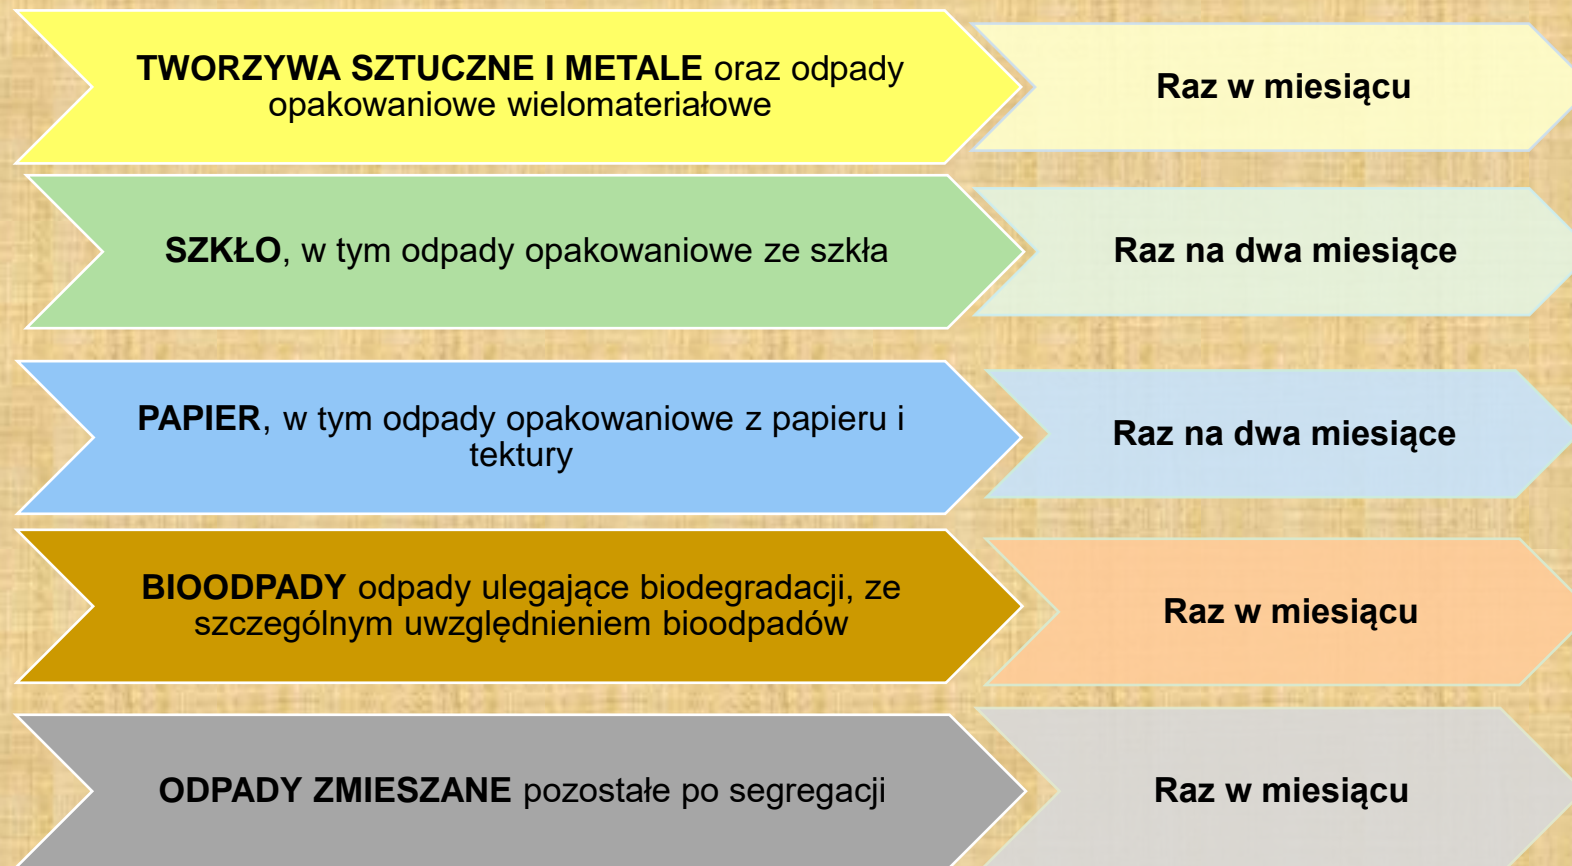 TWORZYWA SZTUCZNE I METALE oraz odpady
opakowaniowe wielomateriałowe
Raz w miesiącu
SZKŁO, w tym odpady opakowaniowe ze szkła
Raz na dwa miesiące
PAPIER, w tym odpady opakowaniowe z papieru i
tektury
Raz na dwa miesiące
BIOODPADY odpady ulegające biodegradacji, ze
szczególnym uwzględnieniem bioodpadów
Raz w miesiącu
ODPADY ZMIESZANE pozostałe po segregacji
Raz w miesiącu